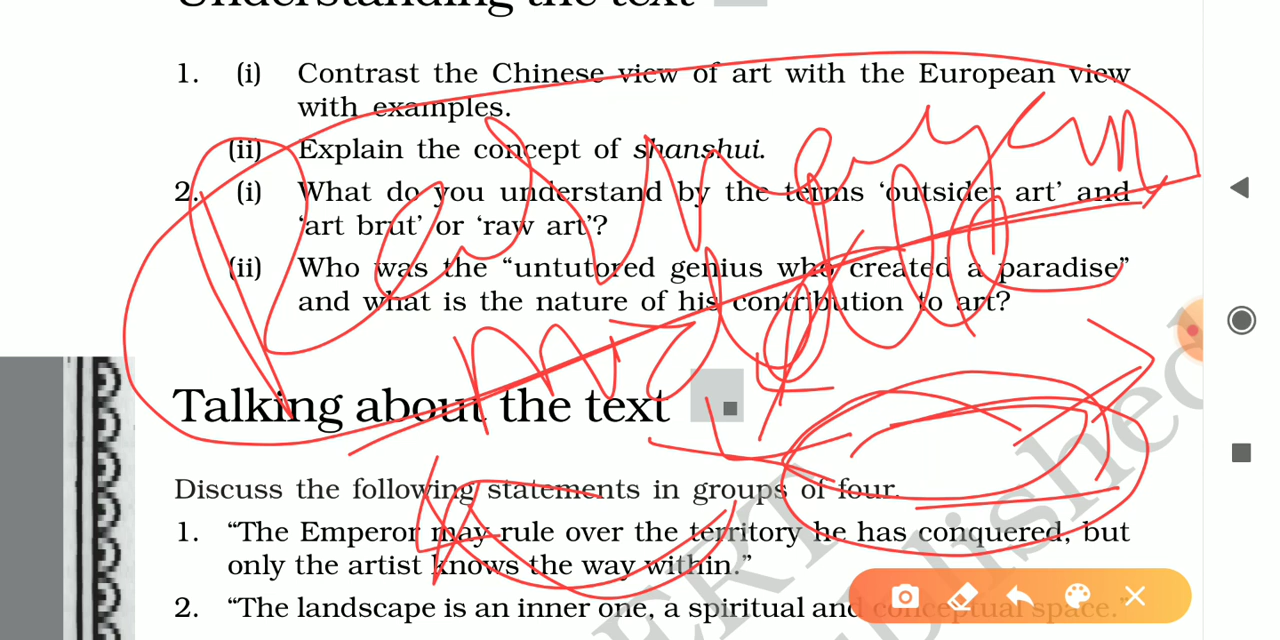 Understanding the text
1. (i) Contrast the Chinese view of art with the European view
with examples.
(ii) Explain the concept of shanshui.
2. (i) What do you understand by the terms ‘outsider art’ and
‘art brut’ or ‘raw art’?
(ii) Who was the “untutored genius who created a paradise”
and what is the nature of his contribution to art?
Talking about the text
Discuss the following statements in groups of four.
1. “The Emperor may rule over the territory he has conquered, but
only the artist knows the way within.”
2. “The landscape is an inner one, a spiritual and conceptual space.”